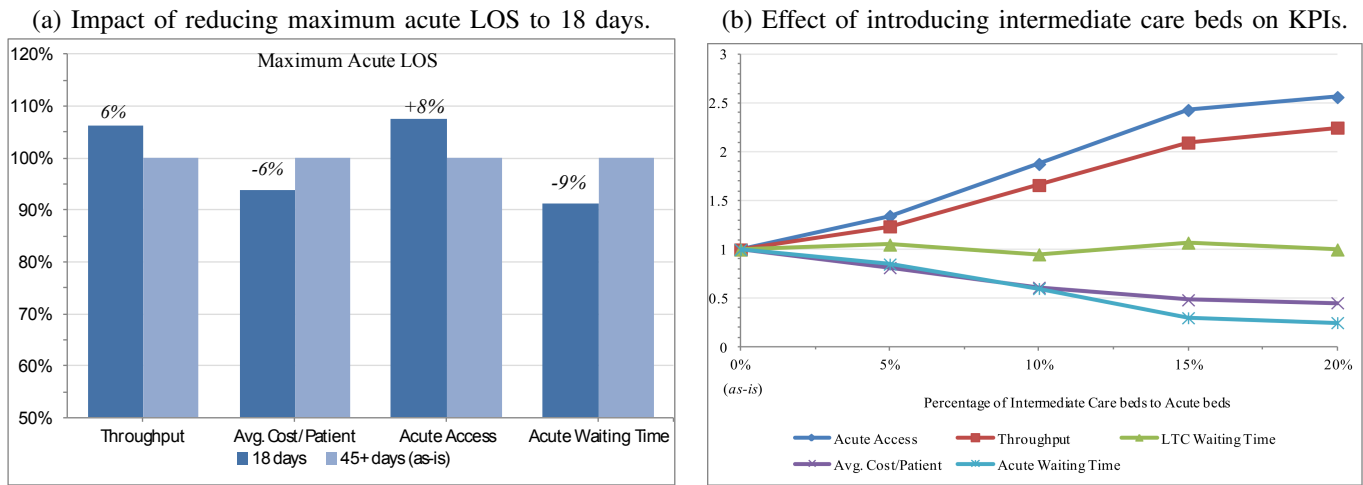 (a) Impact of reducing maximum acute LOS to 18 days.
Maximum Acute LOS
120%
110%
100%
90%
80%
70%
60%
50%
6%
-6%
+8%
-9%
Throughput Avg. Cost/Patient Acute Access Acute Waiting Time
18 days 45+ days (as-is)
(b) Effect of introducing intermediate care beds on KPIs.
3
2.5
2
1.5
1
0.5
0
0% 5% 10% 15% 20%
(as-is)
Percentage of Intermediate Care beds to Acute beds
Acute Access Throughput LTC Waiting Time
Avg. Cost/Patient Acute Waiting Time